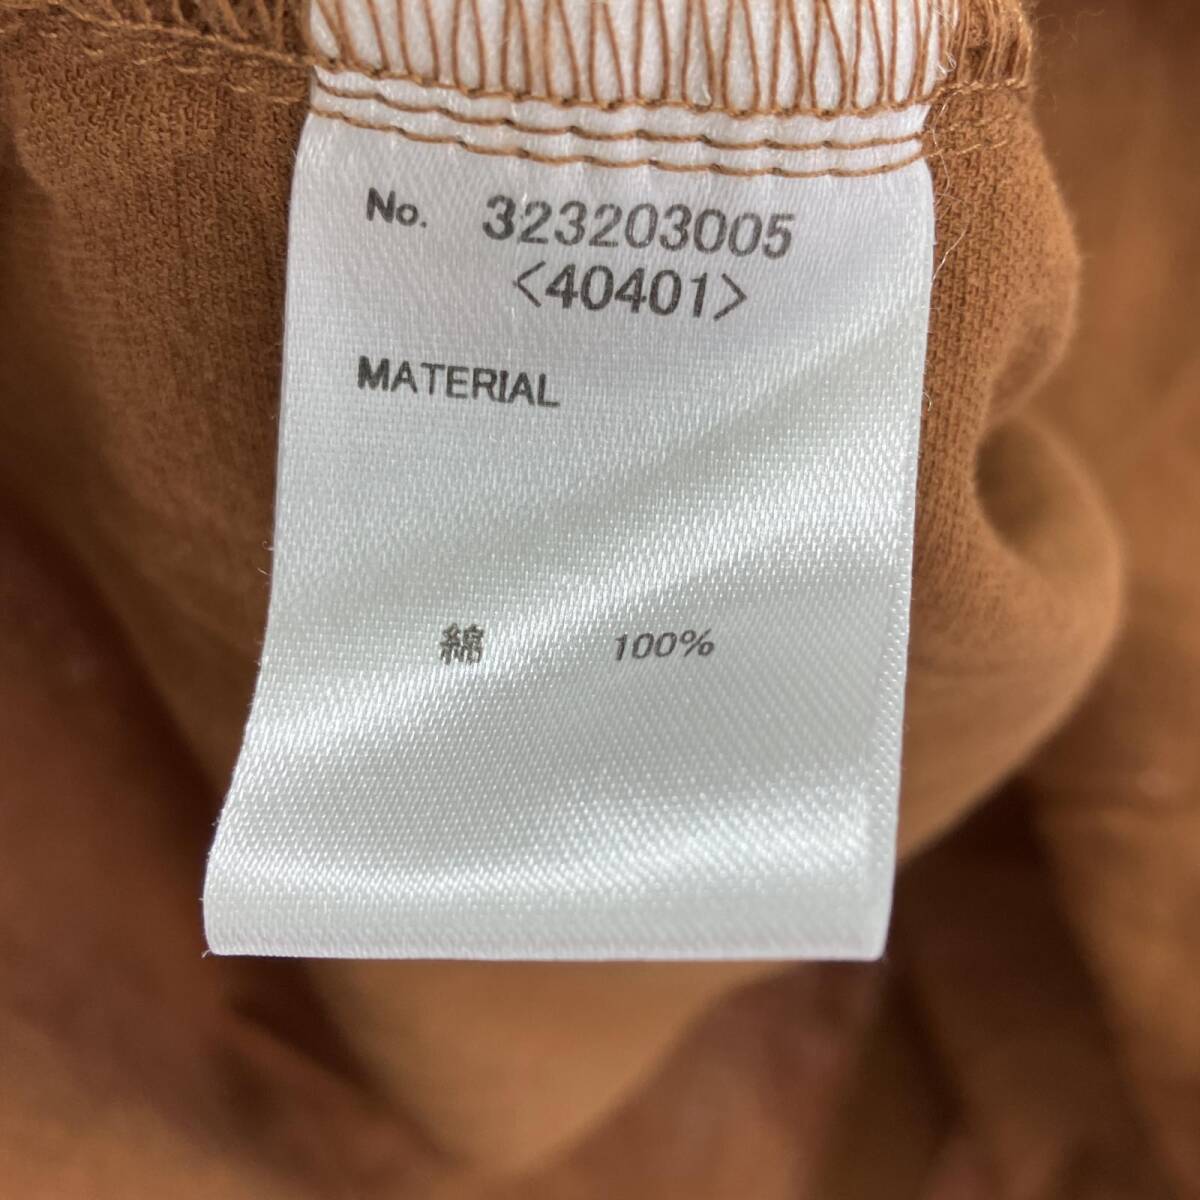 No. 323203005
<40401>
MATERIAL
綿 100%